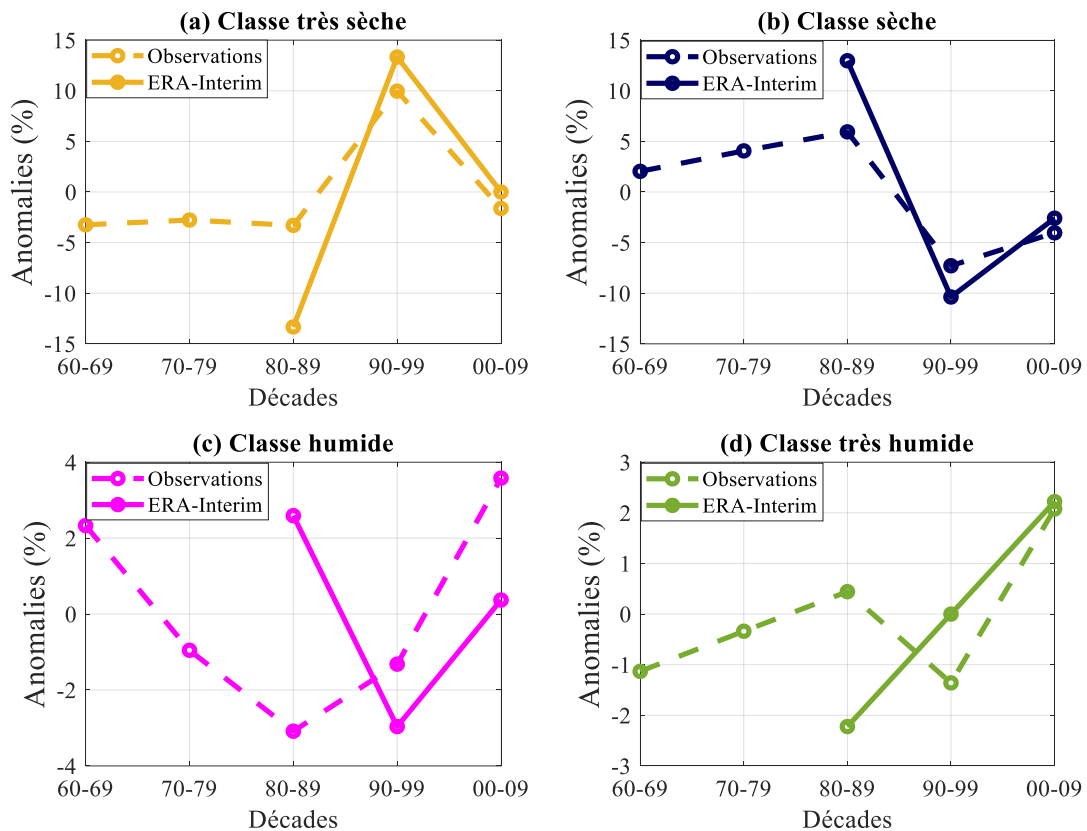 (a) Classe très sèche
Observations
ERA-Interim
Anomalies (%)
15
10
5
0
-5
-10
-15
60-69 70-79 80-89 90-99 00-09
Décades
(b) Classe sèche
Observations
ERA-Interim
Anomalies (%)
15
10
5
0
-5
-10
-15
60-69 70-79 80-89 90-99 00-09
Décades
(c) Classe humide
Observations
ERA-Interim
Anomalies (%)
4
2
0
-2
-4
60-69 70-79 80-89 90-99 00-09
Décades
(d) Classe très humide
Observations
ERA-Interim
Anomalies (%)
3
2
1
0
-1
-2
-3
60-69 70-79 80-89 90-99 00-09
Décades